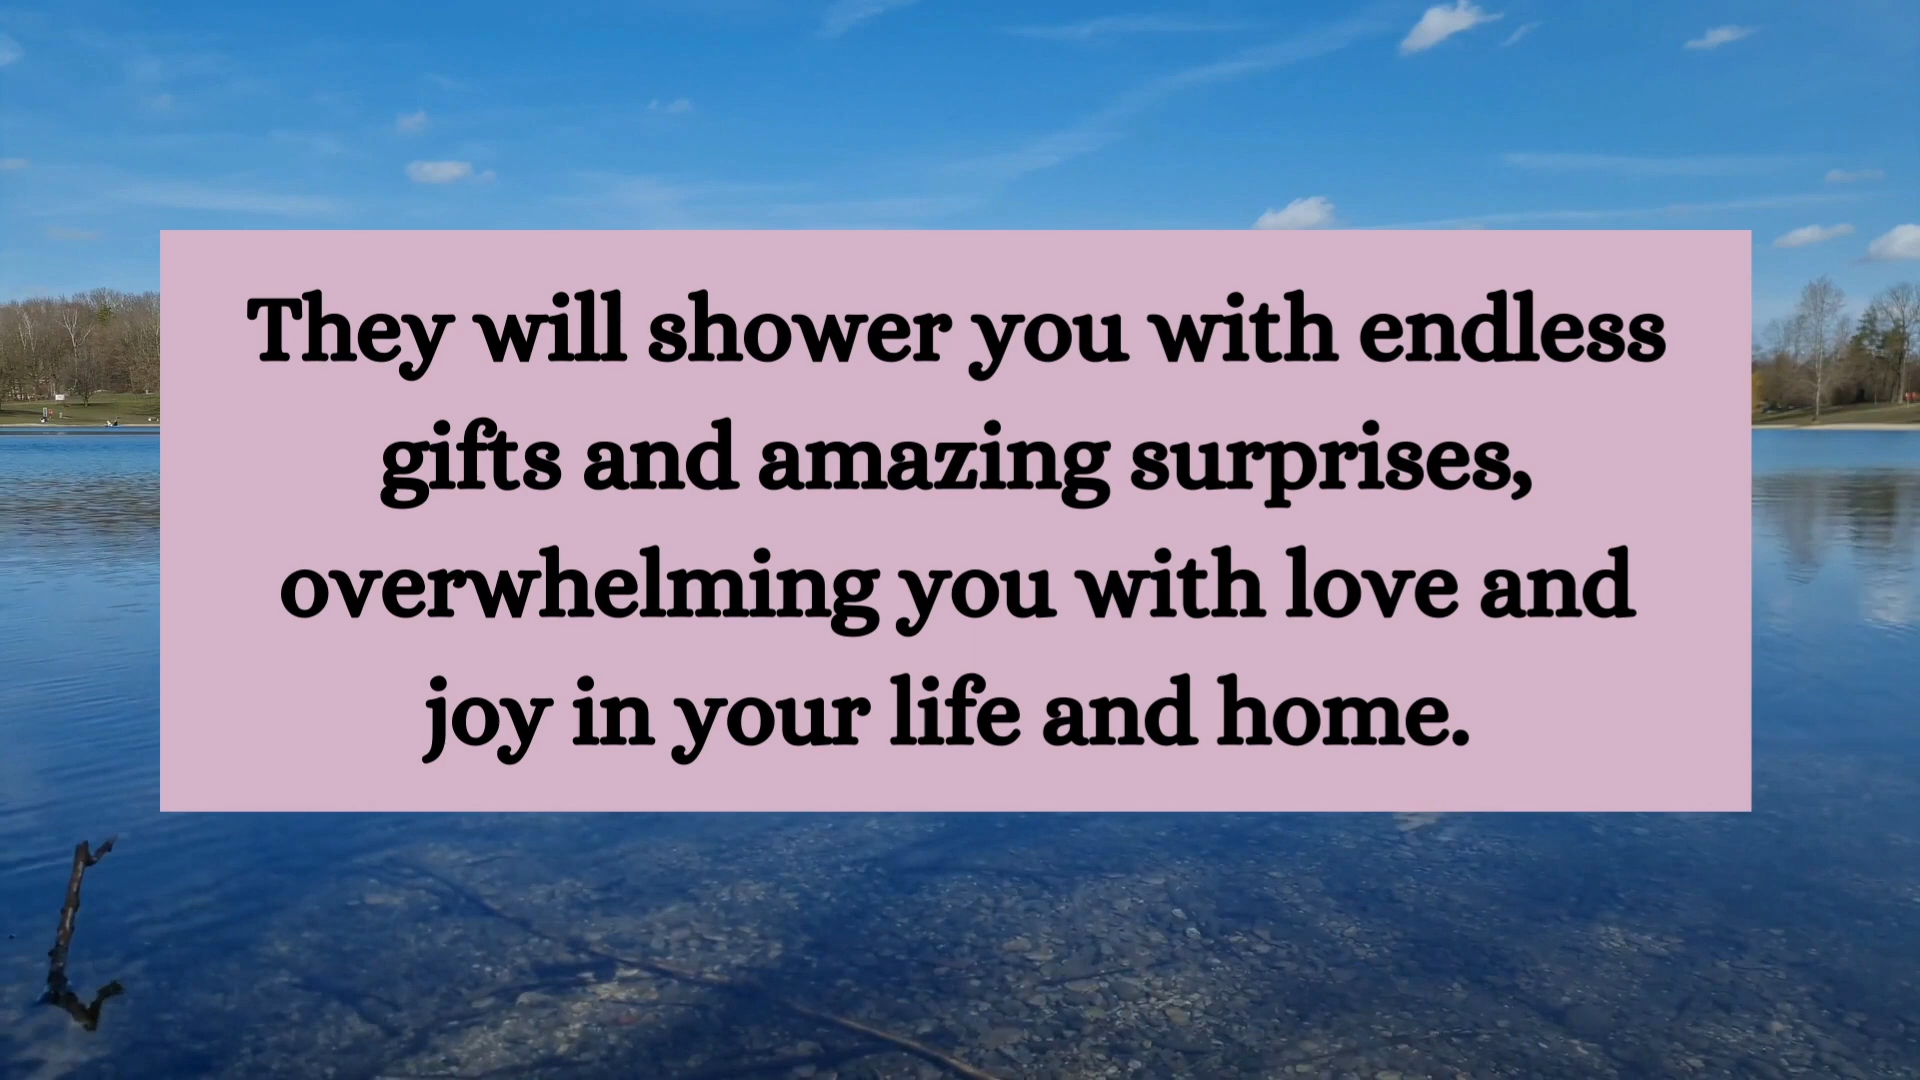 They will shower you with endless
gifts and amazing surprises,
overwhelming you with love and
joy in your life and home.